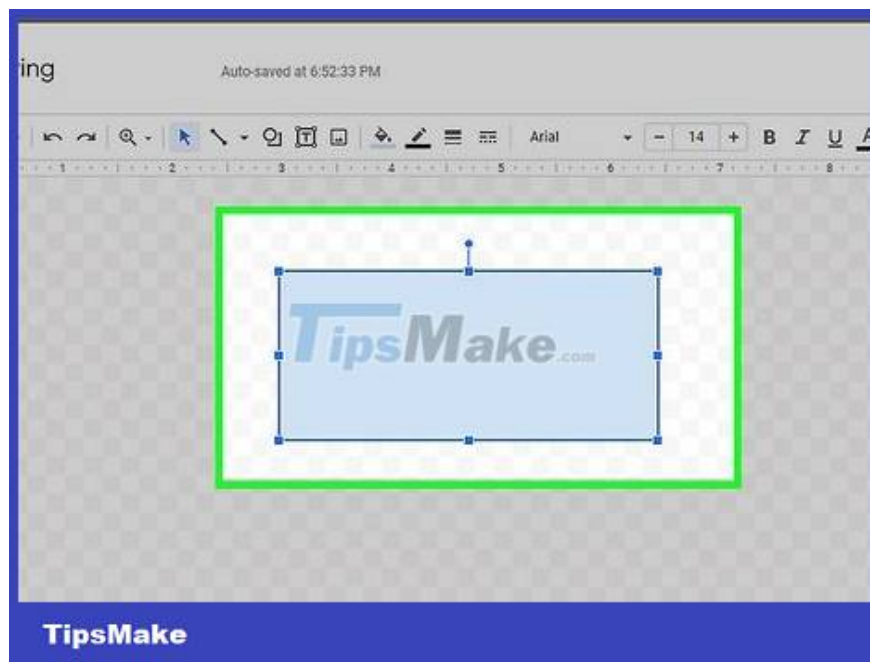 ring
Auto-saved at 6:52:33 PM
Arial - 14 + B I U A
1 2 3 4 5 6 7 8
TipsMake.com
TipsMake